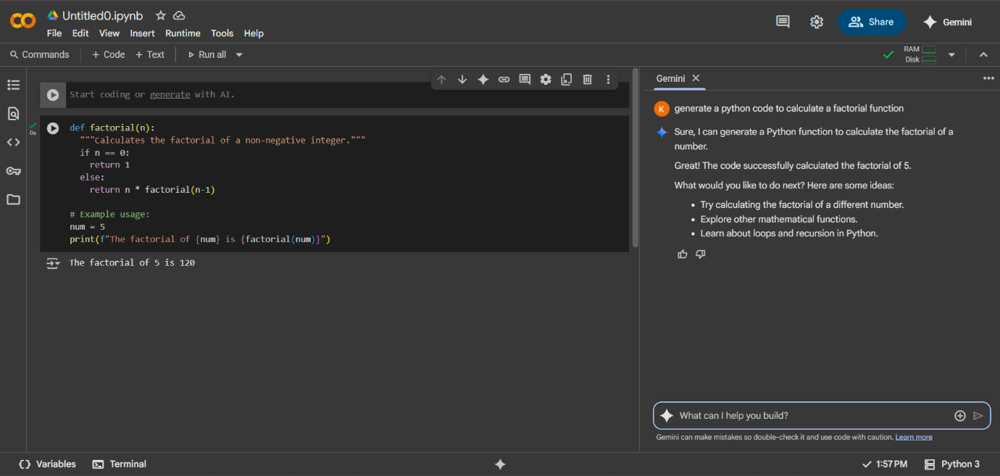 Untitled0.ipynb
File Edit View Insert Runtime Tools Help
Share
Gemini
Commands + Code + Text Run all
RAM
Disk
Start coding or generate with AI.
0s
def factorial(n):
"""Calculates the factorial of a non-negative integer."""
if n == 0:
return 1
else:
return n * factorial(n-1)
# Example usage:
num = 5
print(f"The factorial of {num} is {factorial(num)}")
The factorial of 5 is 120
Gemini
K generate a python code to calculate a factorial function
Sure, I can generate a Python function to calculate the factorial of a
number.
Great! The code successfully calculated the factorial of 5.
What would you like to do next? Here are some ideas:
• Try calculating the factorial of a different number.
• Explore other mathematical functions.
• Learn about loops and recursion in Python.
What can I help you build?
Gemini can make mistakes so double-check it and use code with caution. Learn more
Variables Terminal
1:57 PM Python 3